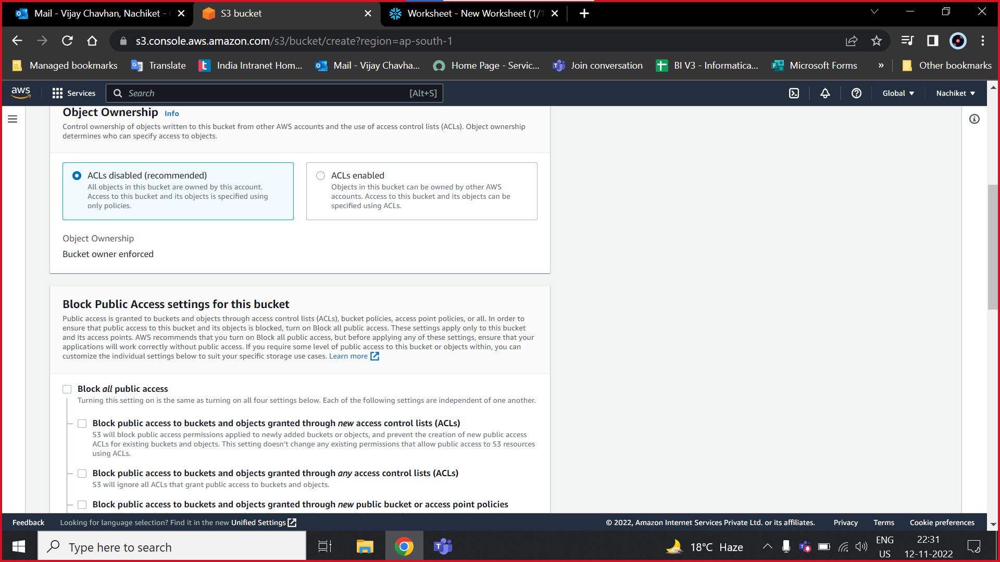 Mail - Vijay Chavhan, Nachiket -
S3 bucket
Worksheet - New Worksheet (1/1
s3.console.aws.amazon.com/s3/bucket/create?region=ap-south-1
Managed bookmarks
Translate
India Intranet Hom...
Mail - Vijay Chavha...
Home Page - Servic...
Join conversation
BI V3 - Informatica...
Microsoft Forms
»
Other bookmarks
aws
Services
Search
[Alt+S]
Global
Nachiket
Object Ownership Info
Control ownership of objects written to this bucket from other AWS accounts and the use of access control lists (ACLs). Object ownership
determines who can specify access to objects.
ACLs disabled (recommended)
All objects in this bucket are owned by this account.
Access to this bucket and its objects is specified using
only policies.
ACLs enabled
Objects in this bucket can be owned by other AWS
accounts. Access to this bucket and its objects can be
specified using ACLs.
Object Ownership
Bucket owner enforced
Block Public Access settings for this bucket
Public access is granted to buckets and objects through access control lists (ACLs), bucket policies, access point policies, or all. In order to
ensure that public access to this bucket and its objects is blocked, turn on Block all public access. These settings apply only to this bucket
and its access points. AWS recommends that you turn on Block all public access, but before applying any of these settings, ensure that your
applications will work correctly without public access. If you require some level of public access to this bucket or objects within, you can
customize the individual settings below to suit your specific storage use cases. Learn more
Block all public access
Turning this setting on is the same as turning on all four settings below. Each of the following settings are independent of one another.
Block public access to buckets and objects granted through new access control lists (ACLs)
S3 will block public access permissions applied to newly added buckets or objects, and prevent the creation of new public access
ACLs for existing buckets and objects. This setting doesn't change any existing permissions that allow public access to S3 resources
using ACLs.
Block public access to buckets and objects granted through any access control lists (ACLs)
S3 will ignore all ACLs that grant public access to buckets and objects.
Block public access to buckets and objects granted through new public bucket or access point policies
Feedback
Looking for language selection? Find it in the new Unified Settings
© 2022, Amazon Internet Services Private Ltd. or its affiliates.
Privacy
Terms
Cookie preferences
Type here to search
18°C Haze
ENG
US
22:31
12-11-2022